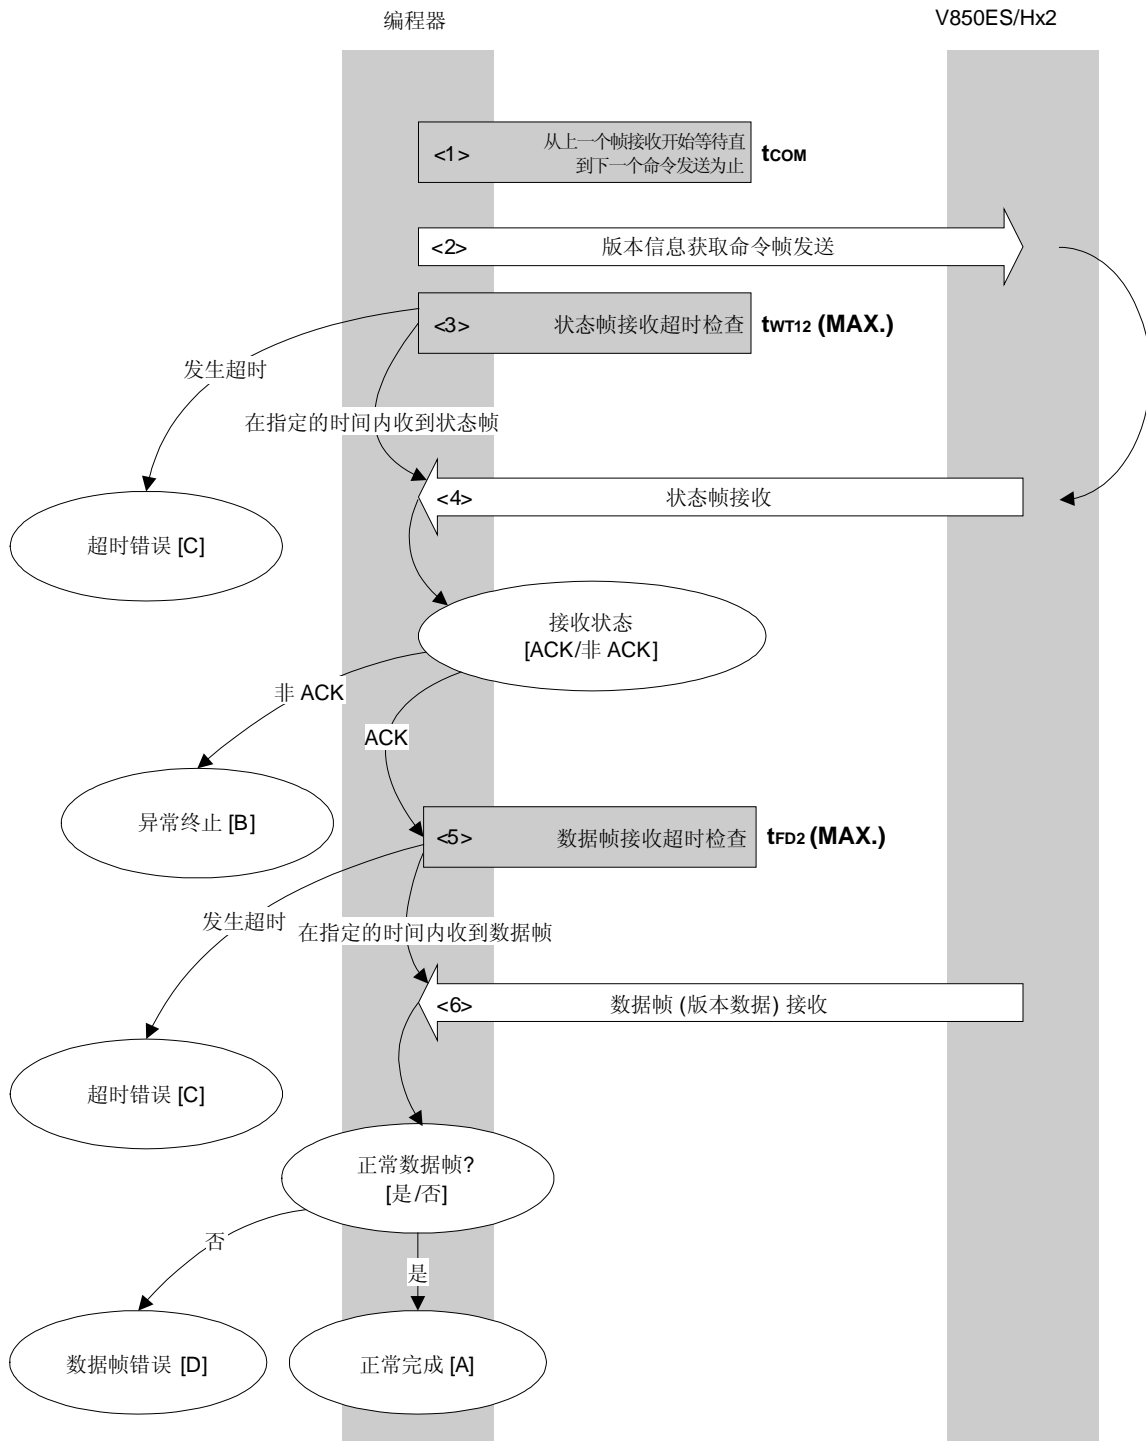 编程器
V850ES/Hx2
<1>
从上一个帧接收开始等待直
到下一个命令发送为止
tCOM
<2>
版本信息获取命令帧发送
<3>
状态帧接收超时检查
tWT12 (MAX.)
发生超时
在指定的时间内收到状态帧
<4>
状态帧接收
超时错误 [C]
接收状态
[ACK/非 ACK]
非 ACK
ACK
异常终止 [B]
<5>
数据帧接收超时检查
tFD2 (MAX.)
发生超时
在指定的时间内收到数据帧
<6>
数据帧 (版本数据) 接收
超时错误 [C]
正常数据帧?
[是/否]
否
是
数据帧错误 [D]
正常完成 [A]